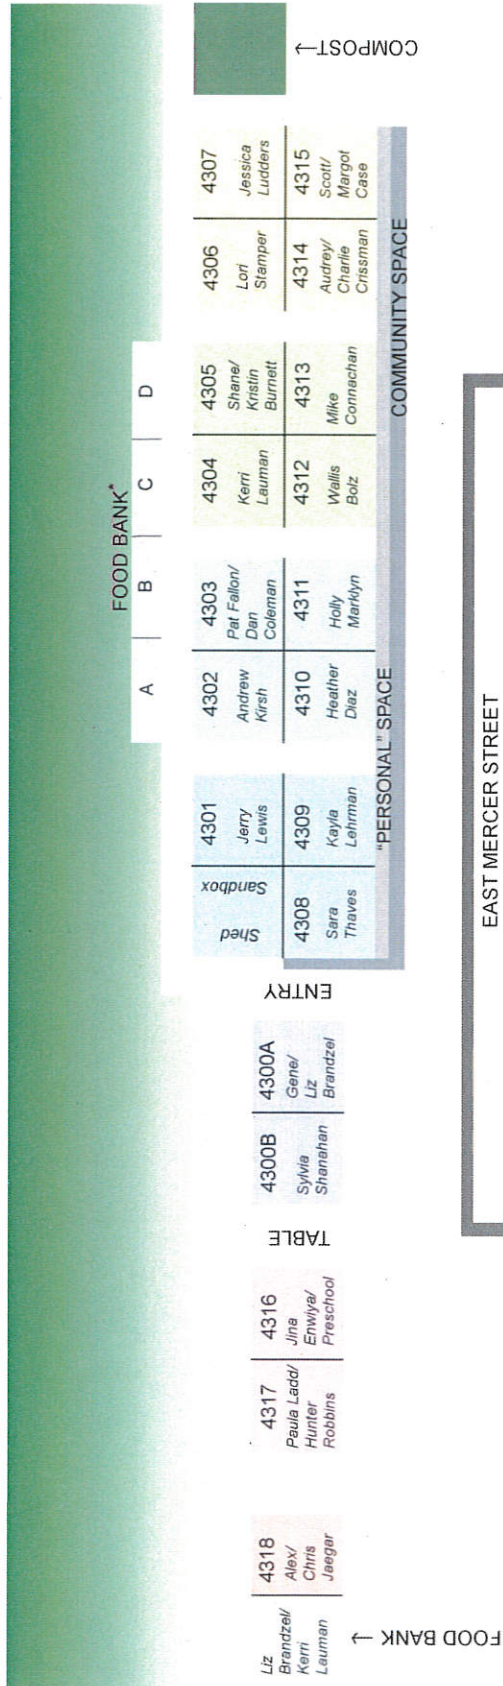 FOOD BANK*
A
B
C
D
Shed
Sandbox
4301
Jerry
Lewis
4302
Andrew
Kirsh
4303
Pat Fallon/
Dan
Coleman
4304
Kerri
Lauman
4305
Shane/
Kristin
Burnett
4306
Lori
Stamper
4307
Jessica
Ludders
COMPOST→
4308
Sara
Thaves
4309
Kayla
Lehrman
4310
Heather
Diaz
4311
Holly
Marklyn
4312
Wallis
Bolz
4313
Mike
Connachan
4314
Audrey/
Charlie
Crissman
4315
Scott/
Margot
Case
"PERSONAL" SPACE
COMMUNITY SPACE
Liz
Brandzel/
Kerri
Lauman
FOOD BANK →
4318
Alex/
Chris
Jaegar
4317
Paula Ladd/
Hunter
Robbins
4316
Jina
Enwiya/
Preschool
TABLE
4300B
Sylvia
Shanahan
4300A
Gene/
Liz
Brandzel
ENTRY
EAST MERCER STREET